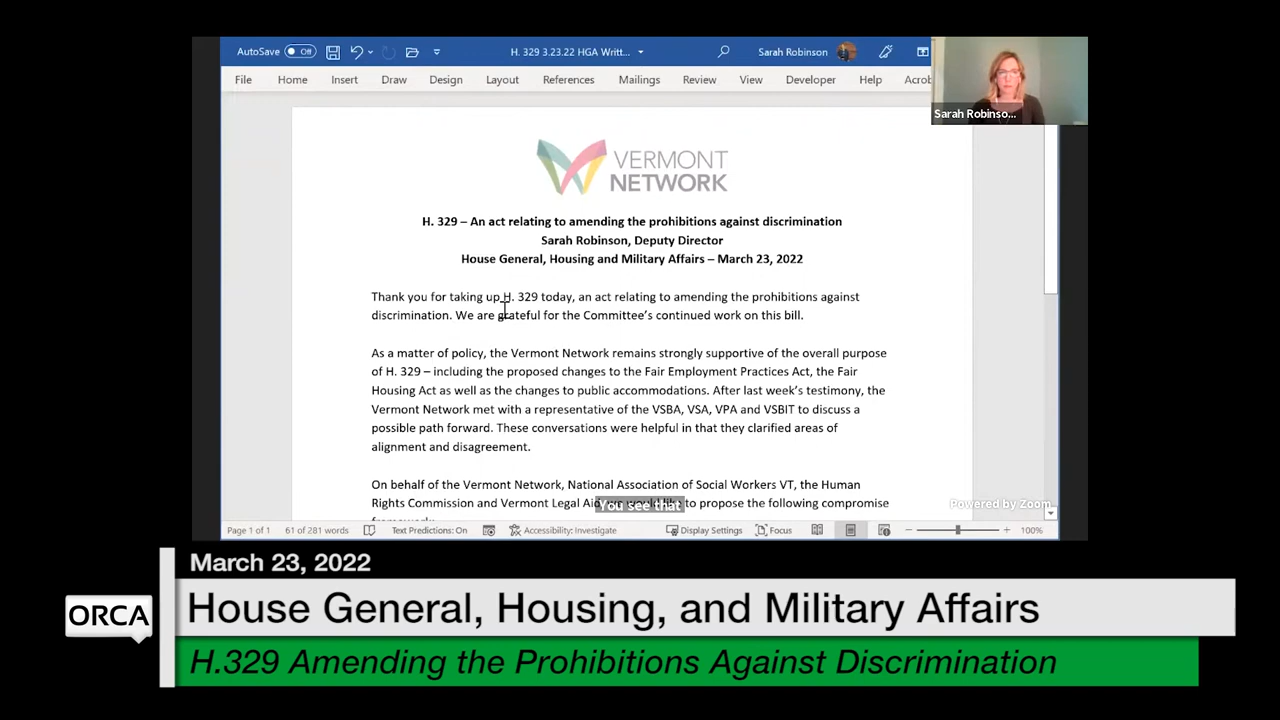 AutoSave Off H. 329 3.23.22 HGA Writt... Sarah Robinson
File Home Insert Draw Design Layout References Mailings Review View Developer Help Acrob
Sarah Robinso...
VERMONT
NETWORK
H. 329 – An act relating to amending the prohibitions against discrimination
Sarah Robinson, Deputy Director
House General, Housing and Military Affairs – March 23, 2022
Thank you for taking up H. 329 today, an act relating to amending the prohibitions against
discrimination. We are grateful for the Committee's continued work on this bill.
As a matter of policy, the Vermont Network remains strongly supportive of the overall purpose
of H. 329 – including the proposed changes to the Fair Employment Practices Act, the Fair
Housing Act as well as the changes to public accommodations. After last week's testimony, the
Vermont Network met with a representative of the VSBA, VSA, VPA and VSBIT to discuss a
possible path forward. These conversations were helpful in that they clarified areas of
alignment and disagreement.
On behalf of the Vermont Network, National Association of Social Workers VT, the Human
Rights Commission and Vermont Legal Aid, we would like to propose the following compromise
You see that
Powered by Zoom
Page 1 of 1 61 of 281 words Text Predictions: On Accessibility: Investigate Display Settings Focus 100%
March 23, 2022
ORCA
House General, Housing, and Military Affairs
H.329 Amending the Prohibitions Against Discrimination